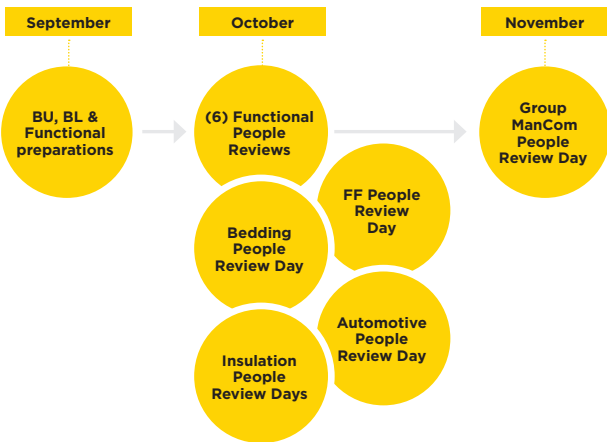 September
October
November
BU, BL &
Functional
preparations
(6) Functional
People
Reviews
Group
ManCom
People
Review Day
FF People
Review
Day
Bedding
People
Review Day
Automotive
People
Review Day
Insulation
People
Review Days